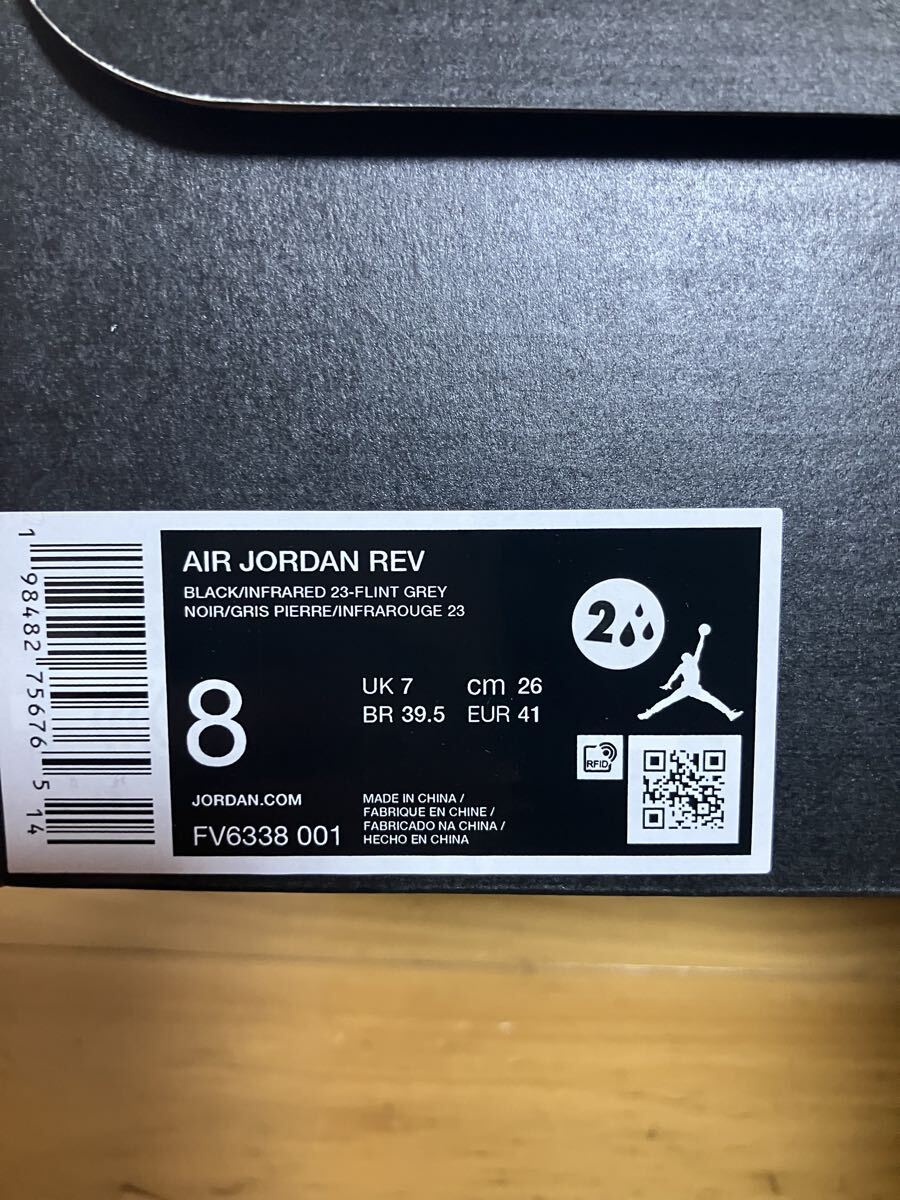 1 98482 75676 5 14
AIR JORDAN REV
BLACK/INFRARED 23-FLINT GREY
NOIR/GRIS PIERRE/INFRAROUGE 23
2
8
UK 7 cm 26
BR 39.5 EUR 41
RFID
JORDAN.COM
FV6338 001
MADE IN CHINA /
FABRIQUE EN CHINE /
FABRICADO NA CHINA /
HECHO EN CHINA